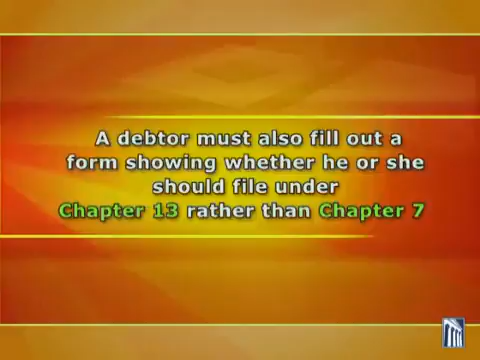 A debtor must also fill out a
form showing whether he or she
should file under
Chapter 13 rather than Chapter 7